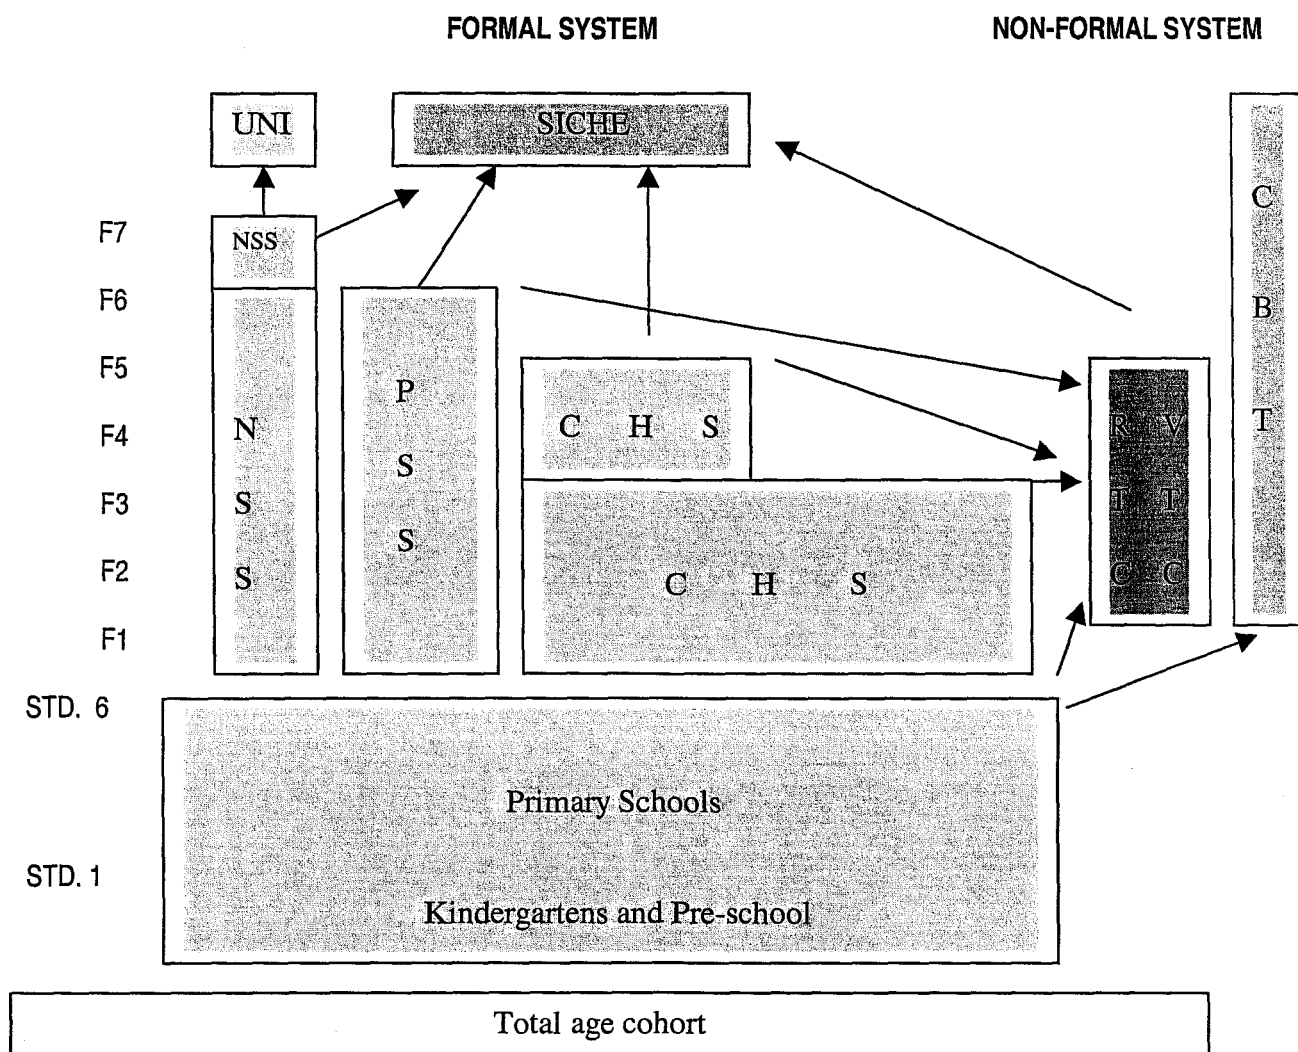 FORMAL SYSTEM
NON-FORMAL SYSTEM
UNI
SICHE
F7
F6
F5
F4
F3
F2
F1
NSS
N
S
S
P
S
S
C H S
C H S
R V
T T
C C
C
B
T
STD. 6
STD. 1
Primary Schools
Kindergartens and Pre-school
Total age cohort